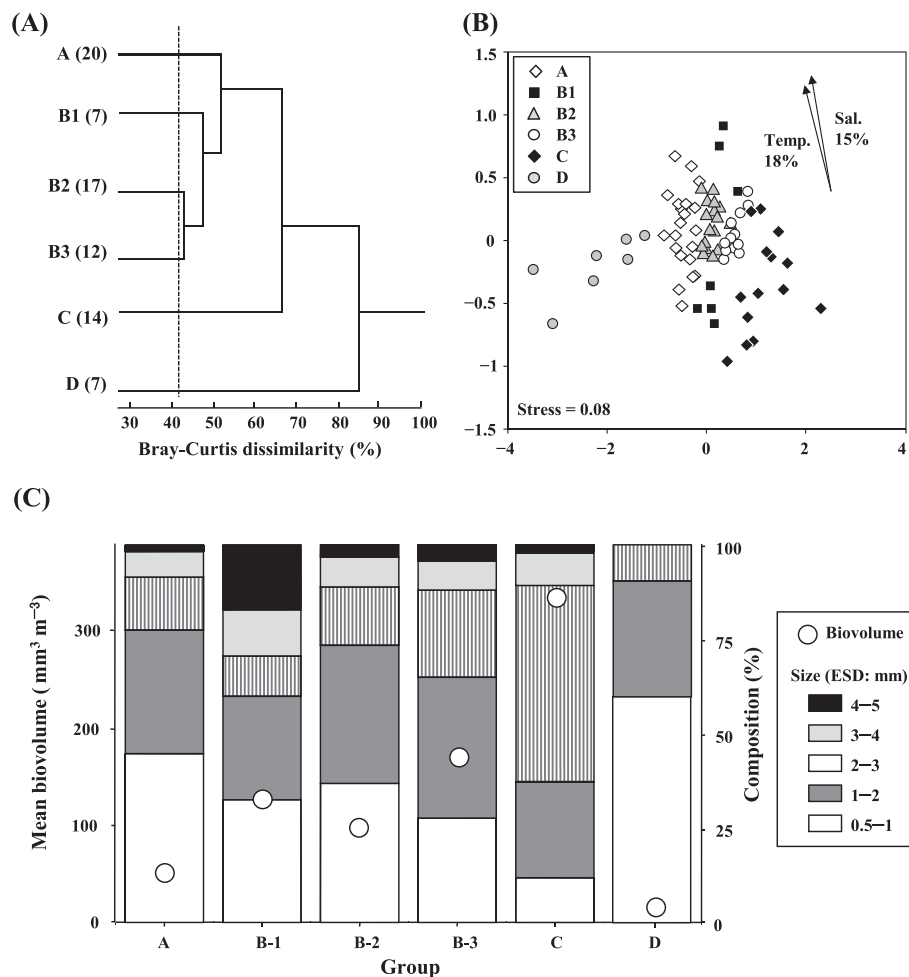 (A)
A (20)
B1 (7)
B2 (17)
B3 (12)
C (14)
D (7)
30 40 50 60 70 80 90 100
Bray-Curtis dissimilarity (%)
(B)
1.5
1.0
0.5
0
−0.5
−1
−1.5
−4 −2 0 2 4
A
B1
B2
B3
C
D
Sal.
15%
Temp.
18%
Stress = 0.08
(C)
Mean biovolume ( mm³ m⁻³)
300
200
100
0
A B-1 B-2 B-3 C D
Group
100
75
50
25
0
Composition (%)
Biovolume
Size (ESD: mm)
4−5
3−4
2−3
1−2
0.5−1